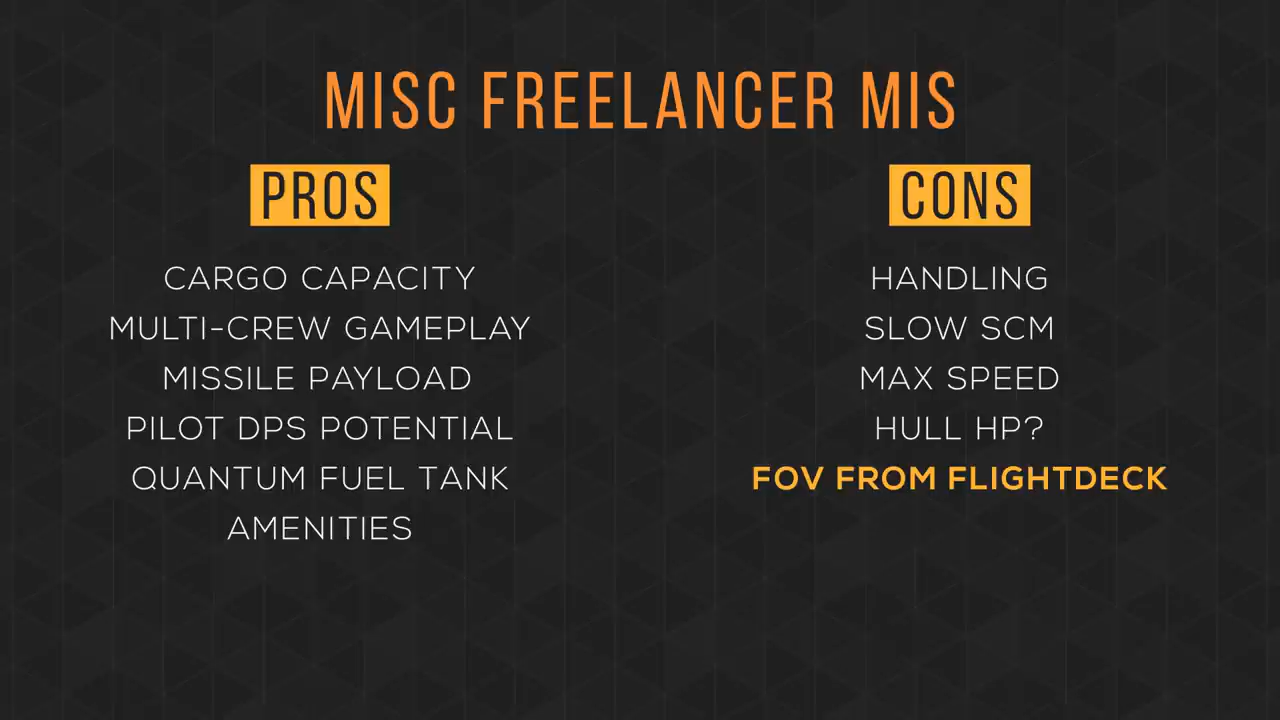 MISC FREELANCER MIS
PROS
CARGO CAPACITY
MULTI-CREW GAMEPLAY
MISSILE PAYLOAD
PILOT DPS POTENTIAL
QUANTUM FUEL TANK
AMENITIES
CONS
HANDLING
SLOW SCM
MAX SPEED
HULL HP?
FOV FROM FLIGHTDECK